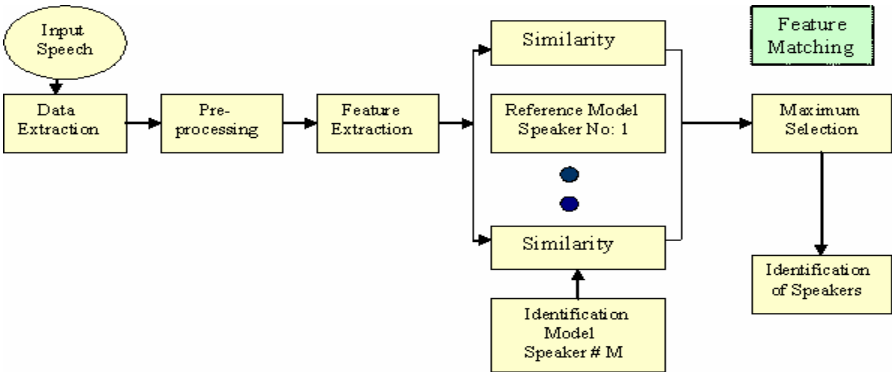 Input
Speech
Data
Extraction
Pre-
processing
Feature
Extraction
Similarity
Reference Model
Speaker No: 1
Similarity
Identification
Model
Speaker # M
Feature
Matching
Maximum
Selection
Identification
of Speakers